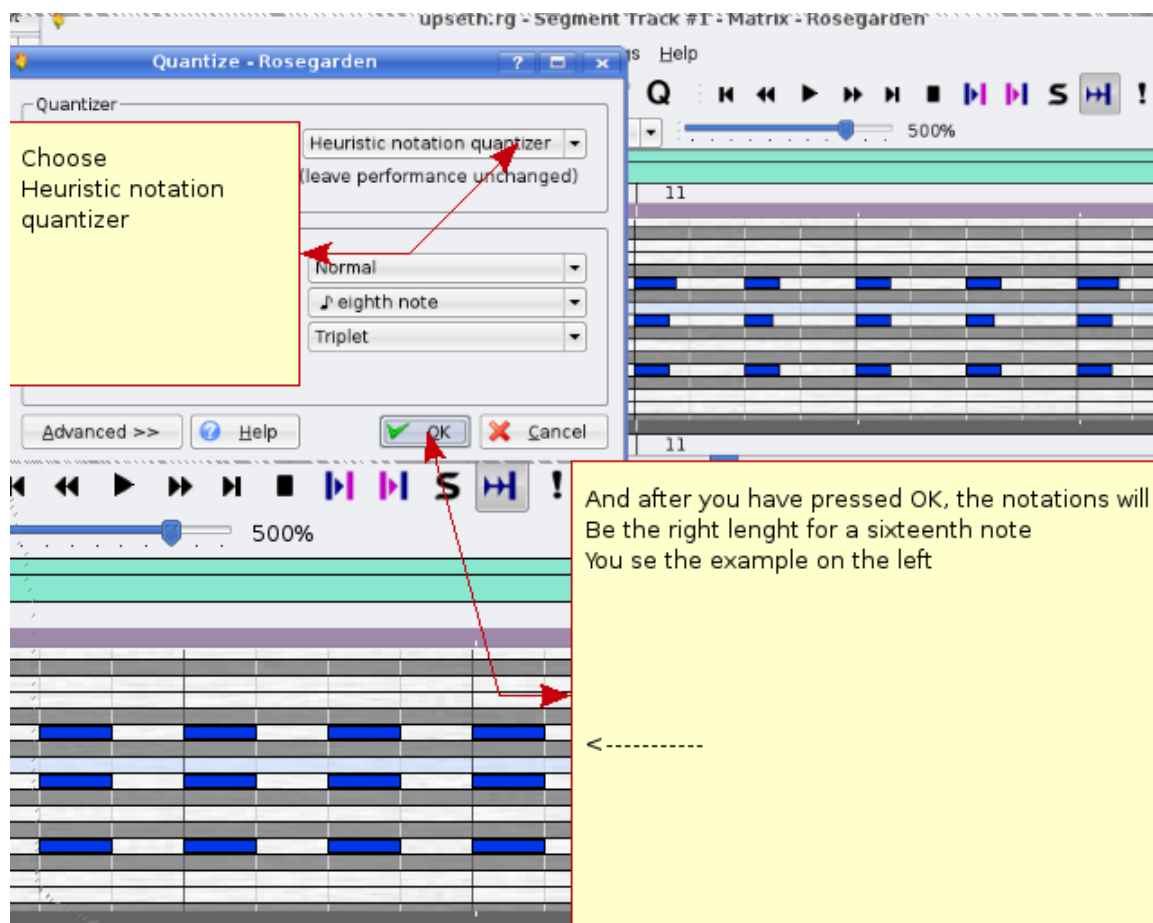 upseth.rg - Segment Track #1 - Matrix - Rosegarden
Quantize - Rosegarden
Help
Quantizer
Q
S
500%
Choose
Heuristic notation
quantizer
Heuristic notation quantizer
(leave performance unchanged)
11
Normal
eighth note
Triplet
Advanced >>
Help
OK
Cancel
11
S
500%
And after you have pressed OK, the notations will
Be the right lenght for a sixteenth note
You se the example on the left
<-----------